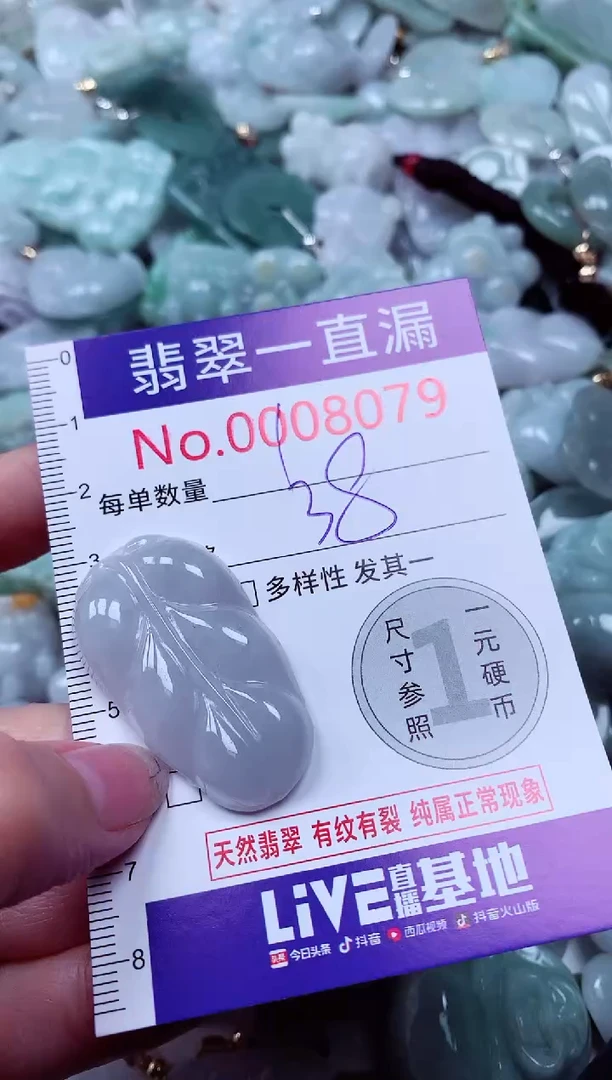 0
翡翠一直漏
1
No.0008079
2
每单数量
138
3
多样性 发其一
尺寸参照
1
一元硬币
5
天然翡翠 有纹有裂 纯属正常现象
7
LiVE直播基地
头条 今日头条 抖音 西瓜视频 抖音火山版
8